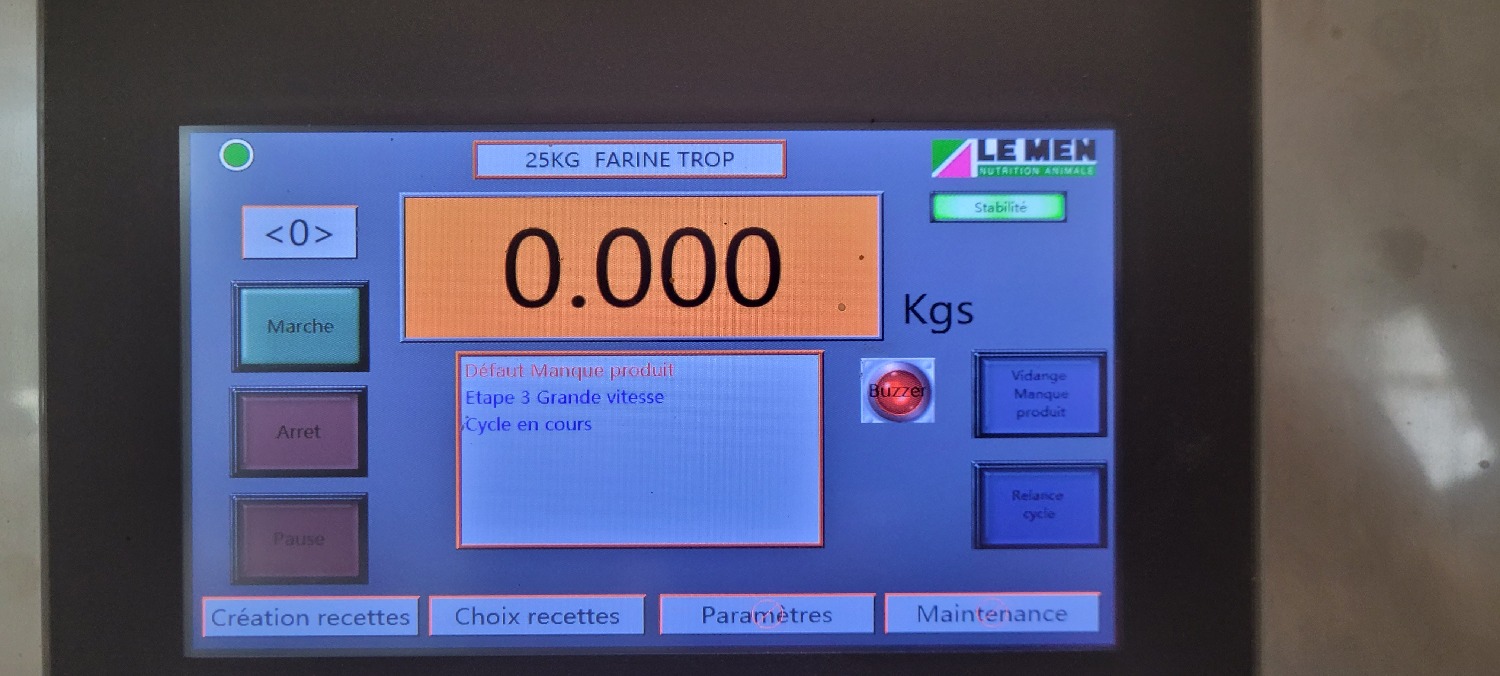 25KG FARINE TROP
LE MEN
NUTRITION ANIMALE
Stabilité
<0>
0.000
Kgs
Marche
Arret
Pause
Défaut Manque produit
Etape 3 Grande vitesse
Cycle en cours
Buzzer
Vidange
Manque
produit
Relance
cycle
Création recettes
Choix recettes
Paramètres
Maintenance